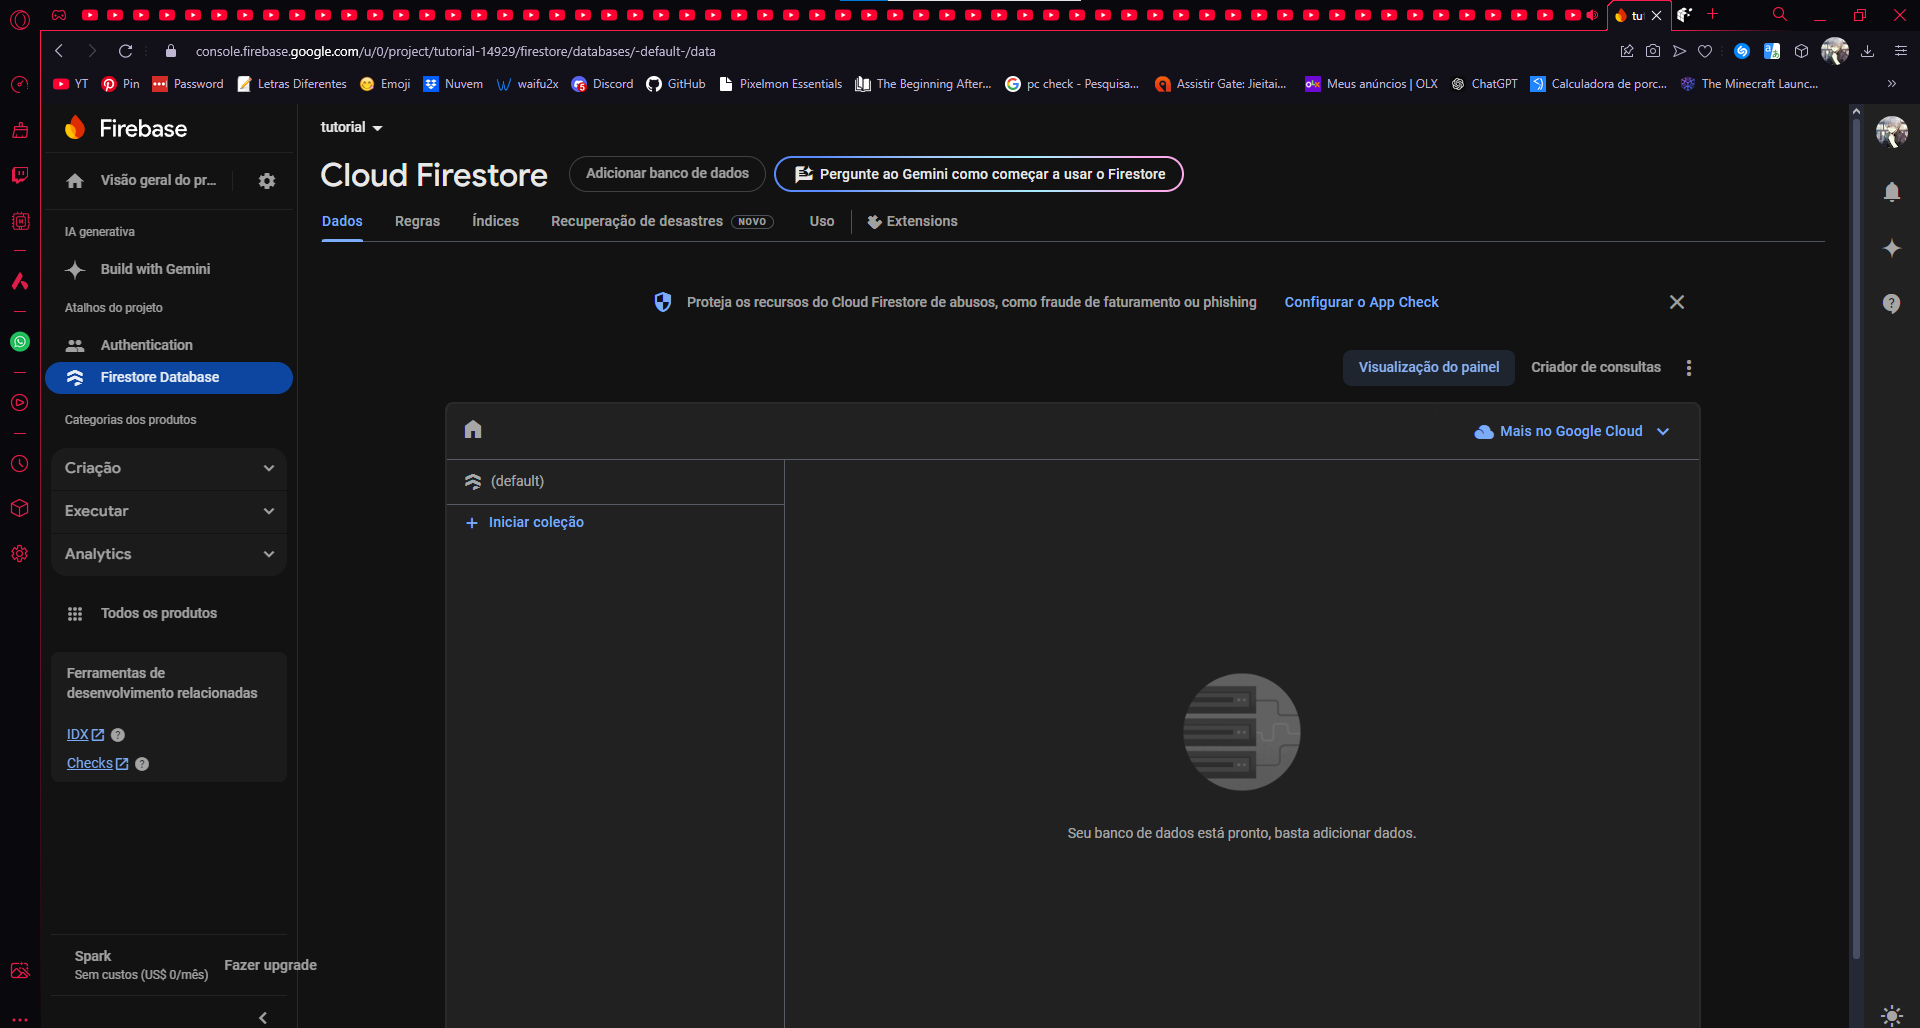 tu
console.firebase.google.com/u/0/project/tutorial-14929/firestore/databases/-default-/data
YT
Pin
Password
Letras Diferentes
Emoji
Nuvem
waifu2x
Discord
GitHub
Pixelmon Essentials
The Beginning After...
pc check - Pesquisa...
Assistir Gate: Jieitai...
Meus anúncios | OLX
ChatGPT
Calculadora de porc...
The Minecraft Launc...
Firebase
Visão geral do pr...
IA generativa
Build with Gemini
Atalhos do projeto
Authentication
Firestore Database
Categorias dos produtos
Criação
Executar
Analytics
Todos os produtos
Ferramentas de
desenvolvimento relacionadas
IDX
Checks
Spark
Sem custos (US$ 0/mês)
Fazer upgrade
tutorial
Cloud Firestore
Adicionar banco de dados
Pergunte ao Gemini como começar a usar o Firestore
Dados
Regras
Índices
Recuperação de desastres
NOVO
Uso
Extensions
Proteja os recursos do Cloud Firestore de abusos, como fraude de faturamento ou phishing
Configurar o App Check
Visualização do painel
Criador de consultas
Mais no Google Cloud
(default)
Iniciar coleção
Seu banco de dados está pronto, basta adicionar dados.